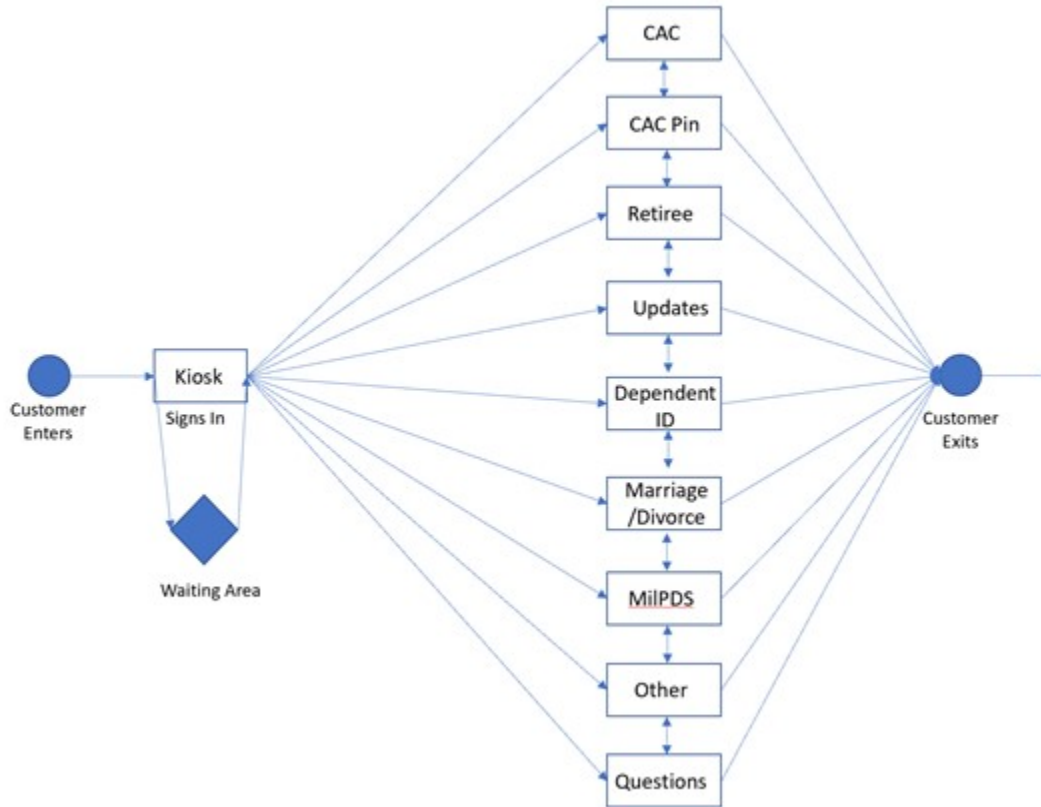 CAC
CAC Pin
Retiree
Updates
Kiosk
Signs In
Customer
Enters
Waiting Area
Dependent
ID
Marriage
/Divorce
MilPDS
Other
Questions
Customer
Exits